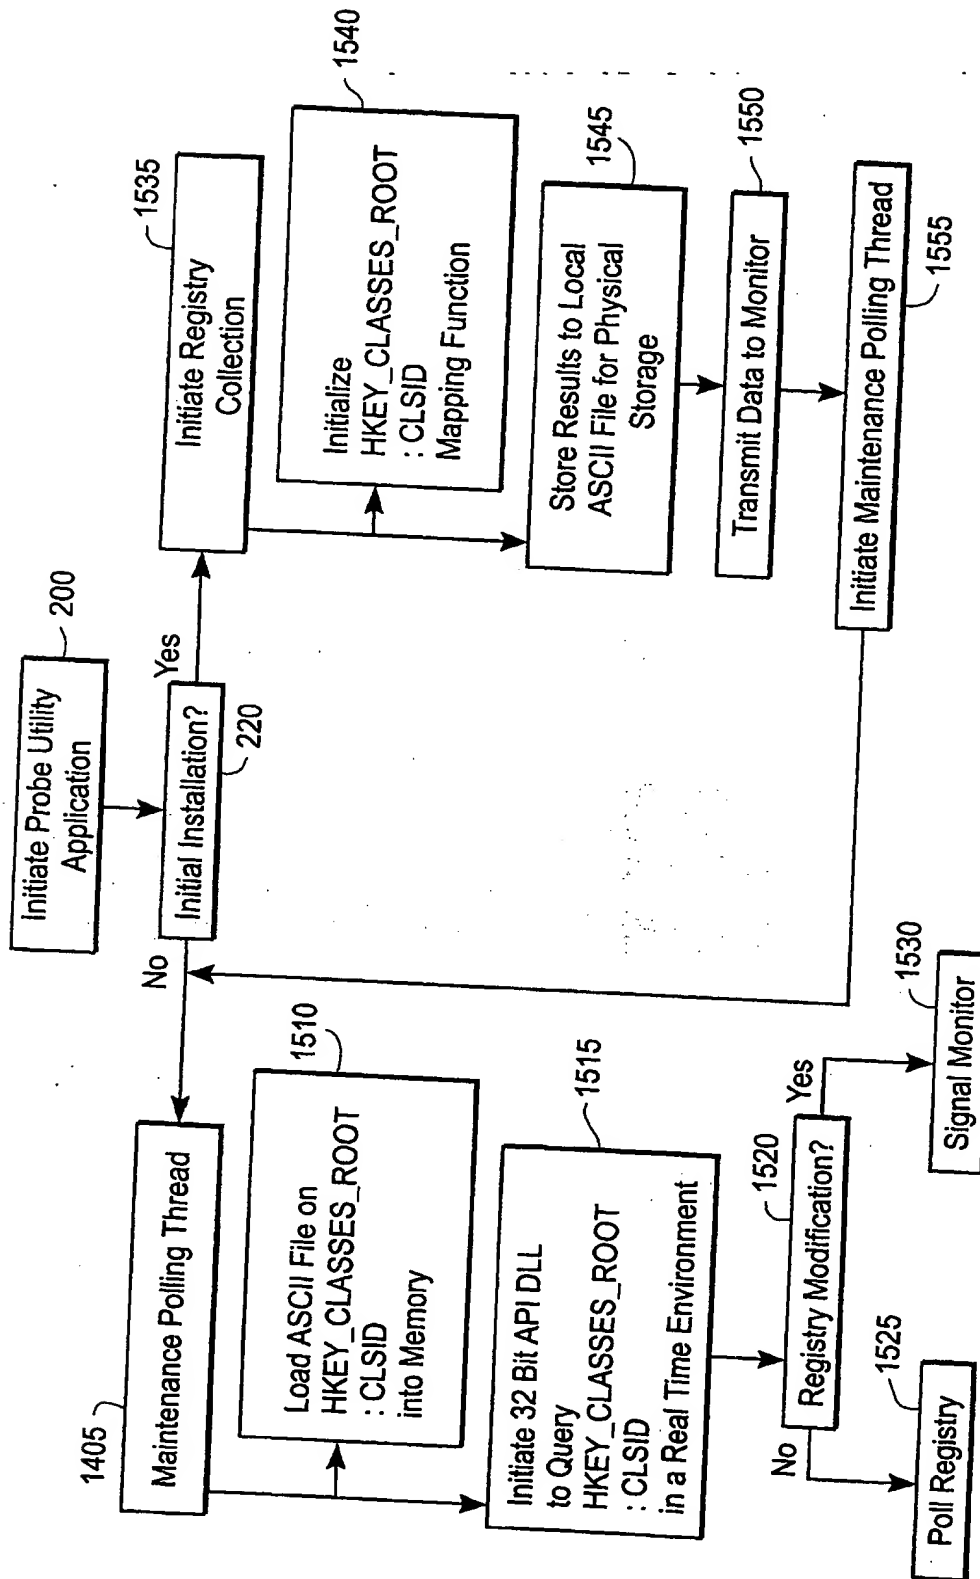 Initiate Probe Utility
Application
200
Initial Installation?
220
No
Yes
Maintenance Polling Thread
1405
Load ASCII File on
HKEY_CLASSES_ROOT
: CLSID
into Memory
1510
Initiate 32 Bit API DLL
to Query
HKEY_CLASSES_ROOT
: CLSID
in a Real Time Environment
1515
Registry Modification?
1520
No
Yes
Poll Registry
1525
Signal Monitor
1530
Initiate Registry
Collection
1535
Initialize
HKEY_CLASSES_ROOT
: CLSID
Mapping Function
1540
Store Results to Local
ASCII File for Physical
Storage
1545
Transmit Data to Monitor
1550
Initiate Maintenance Polling Thread
1555